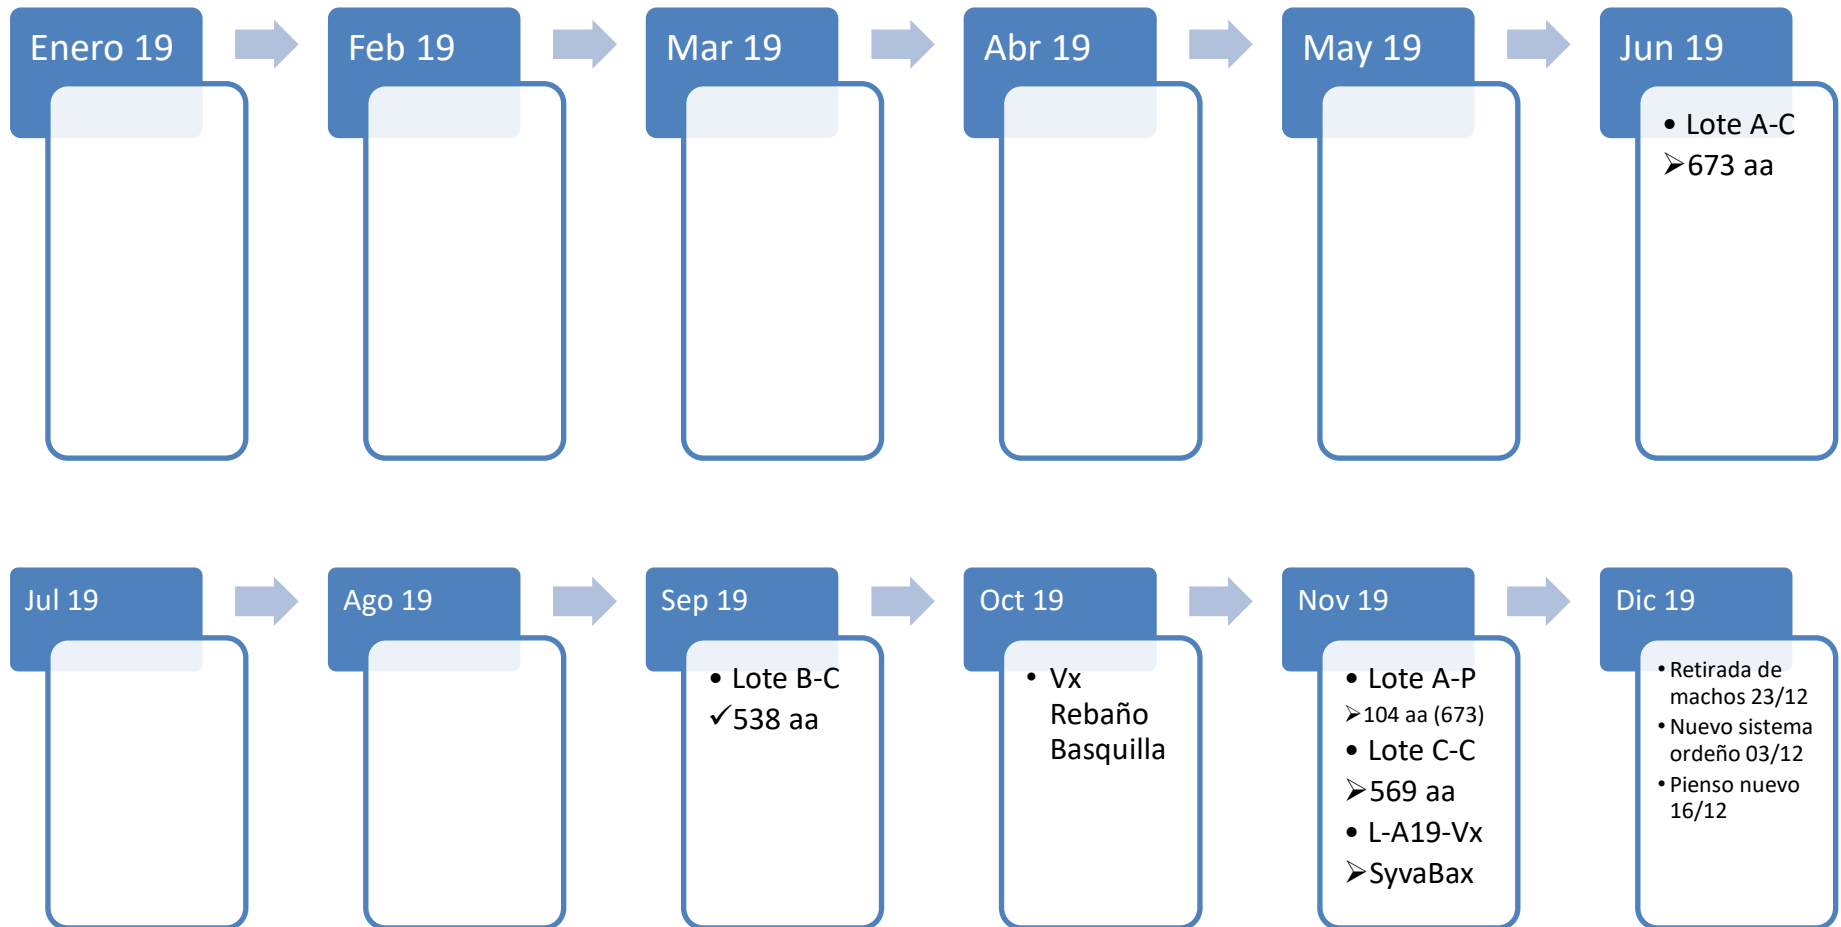 Enero 19
Feb 19
Mar 19
Abr 19
May 19
Jun 19
• Lote A-C
➢673 aa
Jul 19
Ago 19
Sep 19
• Lote B-C
✓538 aa
Oct 19
• Vx
Rebaño
Basquilla
Nov 19
• Lote A-P
➢104 aa (673)
• Lote C-C
➢569 aa
• L-A19-Vx
➢SyvaBax
Dic 19
• Retirada de
machos 23/12
• Nuevo sistema
ordeño 03/12
• Pienso nuevo
16/12